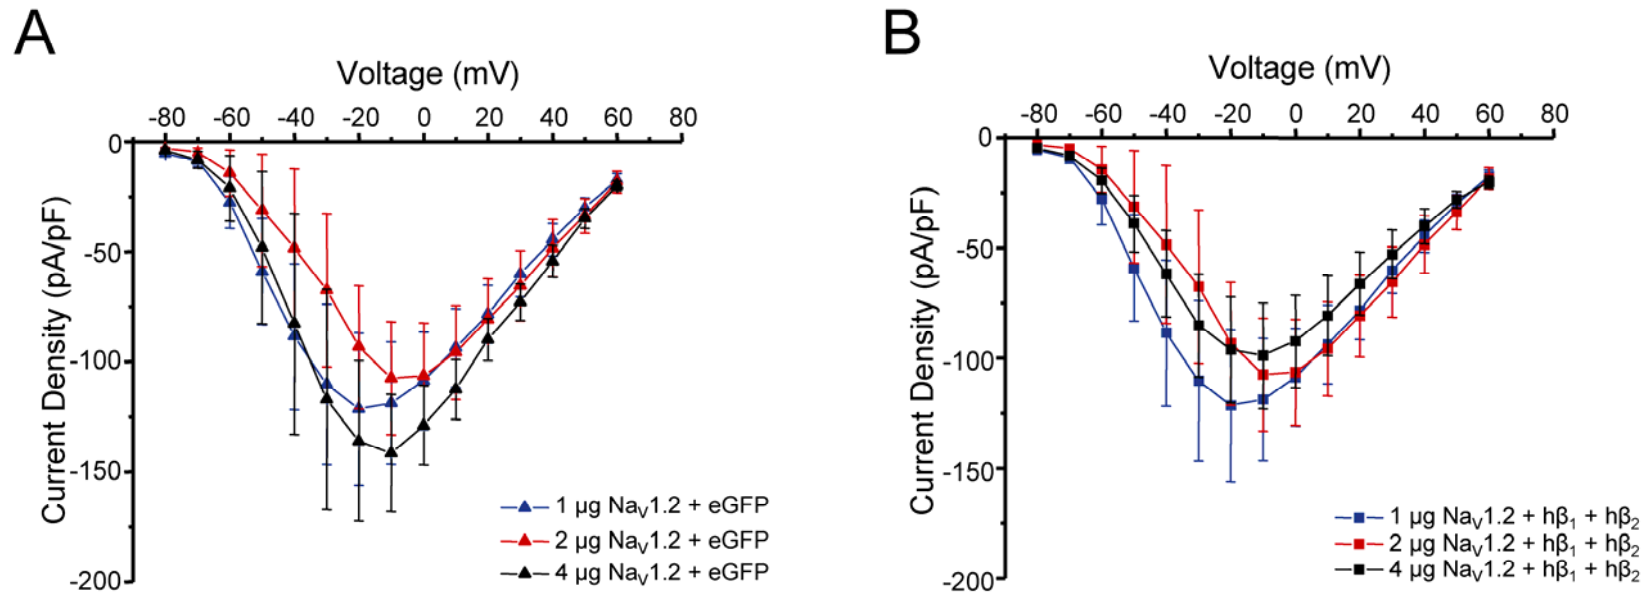 A
Voltage (mV)
-80 -60 -40 -20 0 20 40 60 80
0
-50
-100
-150
-200
Current Density (pA/pF)
1 µg NaV1.2 + eGFP
2 µg NaV1.2 + eGFP
4 µg NaV1.2 + eGFP
B
Voltage (mV)
-80 -60 -40 -20 0 20 40 60 80
0
-50
-100
-150
-200
Current Density (pA/pF)
1 µg NaV1.2 + hβ1 + hβ2
2 µg NaV1.2 + hβ1 + hβ2
4 µg NaV1.2 + hβ1 + hβ2